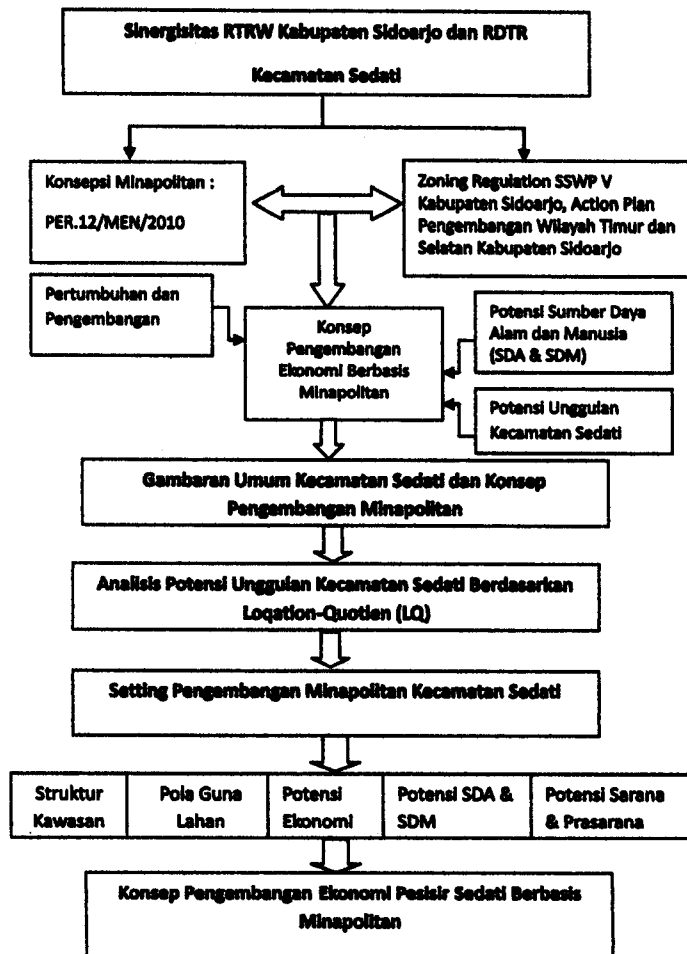 Sinergisitas RTRW Kabupaten Sidoarjo dan RDTR
Kecamatan Sedati
Konsepsi Minapolitan :
PER.12/MEN/2010
Zoning Regulation SSWP V
Kabupaten Sidoarjo, Action Plan
Pengembangan Wilayah Timur dan
Selatan Kabupaten Sidoarjo
Pertumbuhan dan
Pengembangan
Konsep
Pengembangan
Ekonomi Berbasis
Minapolitan
Potensi Sumber Daya
Alam dan Manusia
(SDA & SDM)
Potensi Unggulan
Kecamatan Sedati
Gambaran Umum Kecamatan Sedati dan Konsep
Pengembangan Minapolitan
Analisis Potensi Unggulan Kecamatan Sedati Berdasarkan
Loqation-Quotien (LQ)
Setting Pengembangan Minapolitan Kecamatan Sedati
Struktur
Kawasan
Pola Guna
Lahan
Potensi
Ekonomi
Potensi SDA &
SDM
Potensi Sarana
& Prasarana
Konsep Pengembangan Ekonomi Pesisir Sedati Berbasis
Minapolitan